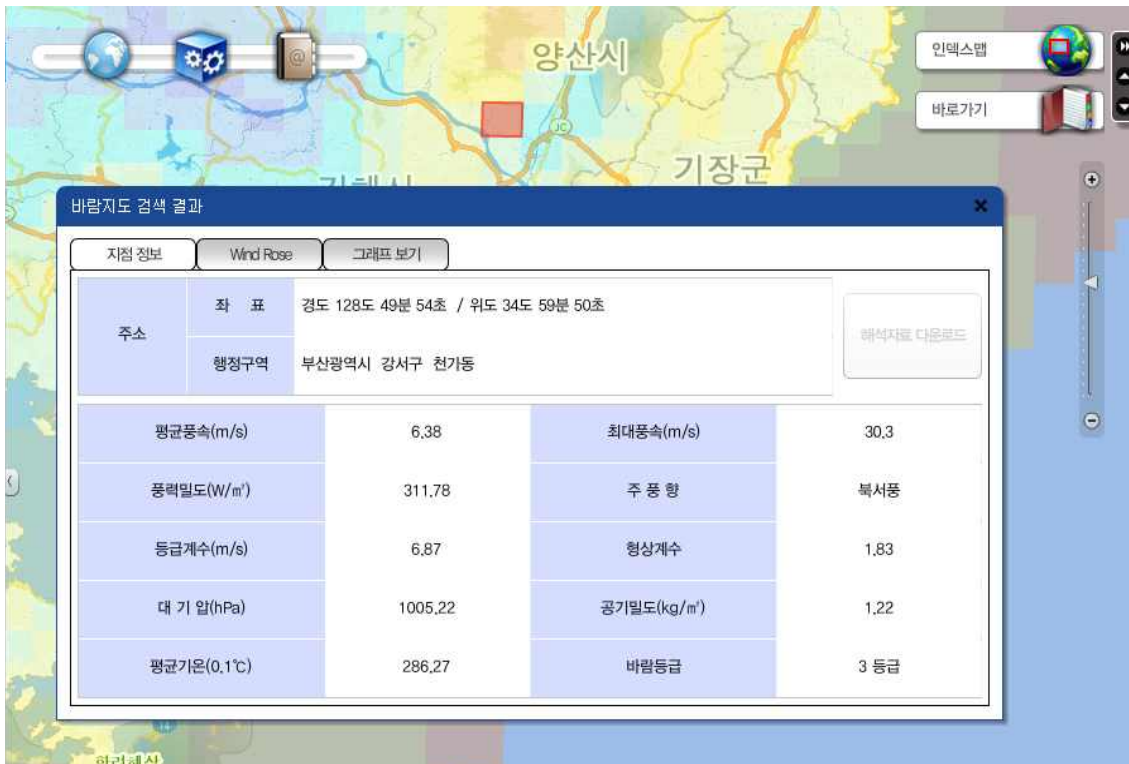 양산시
인덱스맵
JC
바로가기
기장군
바람지도 검색 결과
지점 정보 Wind Rose 그래프 보기
주소 좌 표 경도 128도 49분 54초 / 위도 34도 59분 50초
해석자료 다운로드
행정구역 부산광역시 강서구 천가동
평균풍속(m/s) 6.38 최대풍속(m/s) 30.3
풍력밀도(W/㎡) 311.78 주 풍 향 북서풍
등급계수(m/s) 6.87 형상계수 1.83
대 기 압(hPa) 1005.22 공기밀도(kg/㎥) 1.22
평균기온(0.1℃) 286.27 바람등급 3 등급